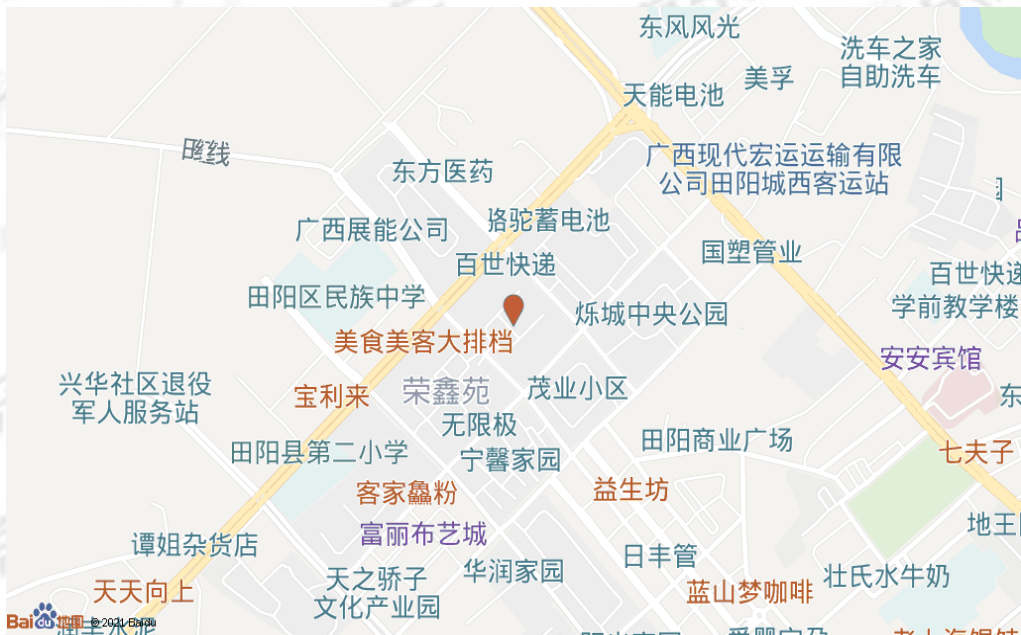 东风风光
洗车之家
自助洗车
美孚
天能电池
广西现代宏运运输有限
公司田阳城西客运站
东方医药
骆驼蓄电池
广西展能公司
国塑管业
百世快递
百世快递
田阳区民族中学
学前教学楼
烁城中央公园
美食美客大排档
安安宾馆
兴华社区退役
军人服务站
宝利来
荣鑫苑
茂业小区
无限极
田阳商业广场
田阳县第二小学
宁馨家园
七夫子
客家鱻粉
益生坊
富丽布艺城
地王
谭姐杂货店
日丰管
华润家园
天之骄子
文化产业园
壮氏水牛奶
天天向上
蓝山梦咖啡
Bai du 地图 © 2021 Baidu